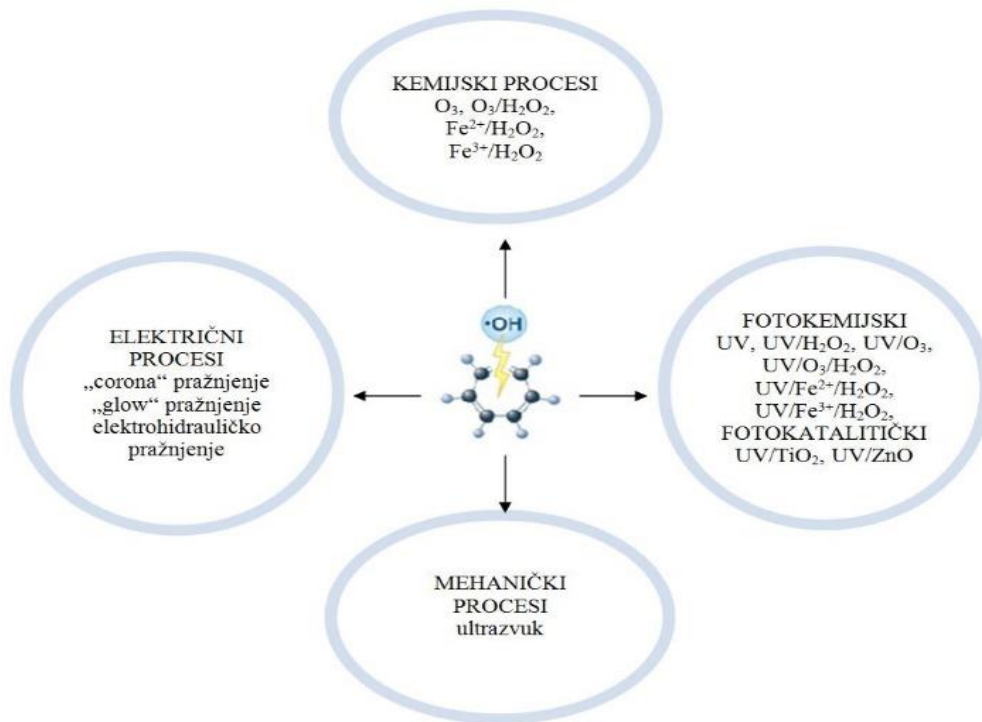 KEMIJSKI PROCESI
O₃, O₃/H₂O₂,
Fe²⁺/H₂O₂,
Fe³⁺/H₂O₂
ELEKTRIČNI
PROCESI
„corona“ pražnjenje
„glow“ pražnjenje
elektrohidrauličko
pražnjenje
•OH
FOTOKEMIJSKI
UV, UV/H₂O₂, UV/O₃,
UV/O₃/H₂O₂,
UV/Fe²⁺/H₂O₂,
UV/Fe³⁺/H₂O₂,
FOTOKATALITIČKI
UV/TiO₂, UV/ZnO
MEHANIČKI
PROCESI
ultrazvuk